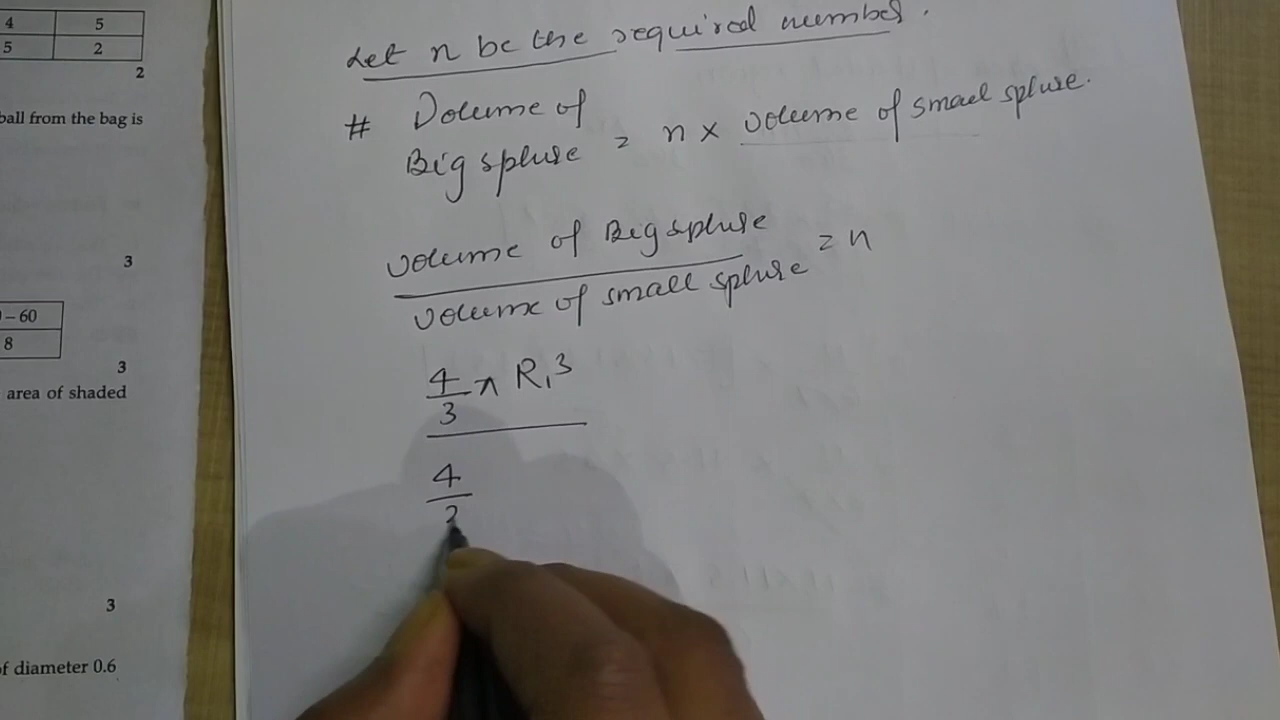 4 5
5 2
2
ball from the bag is
3
– 60
8
3
area of shaded
3
of diameter 0.6
Let n be the required number.
# Volume of
Big sphere = n × volume of small sphere.
volume of Big sphere
volume of small sphere = n
4/3 π R₁³
4
3